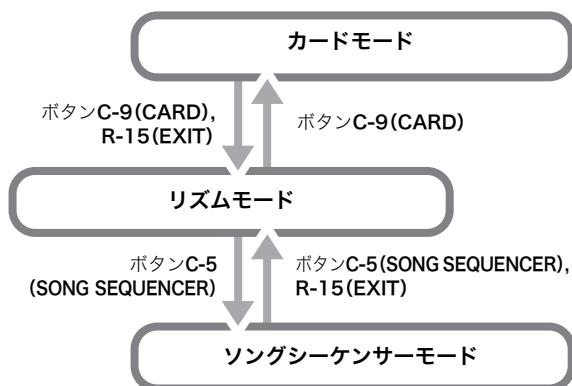 カードモード
ボタンC-9(CARD),
R-15(EXIT)
ボタンC-9(CARD)
リズムモード
ボタンC-5
(SONG SEQUENCER)
ボタンC-5(SONG SEQUENCER),
R-15(EXIT)
ソングシーケンサーモード